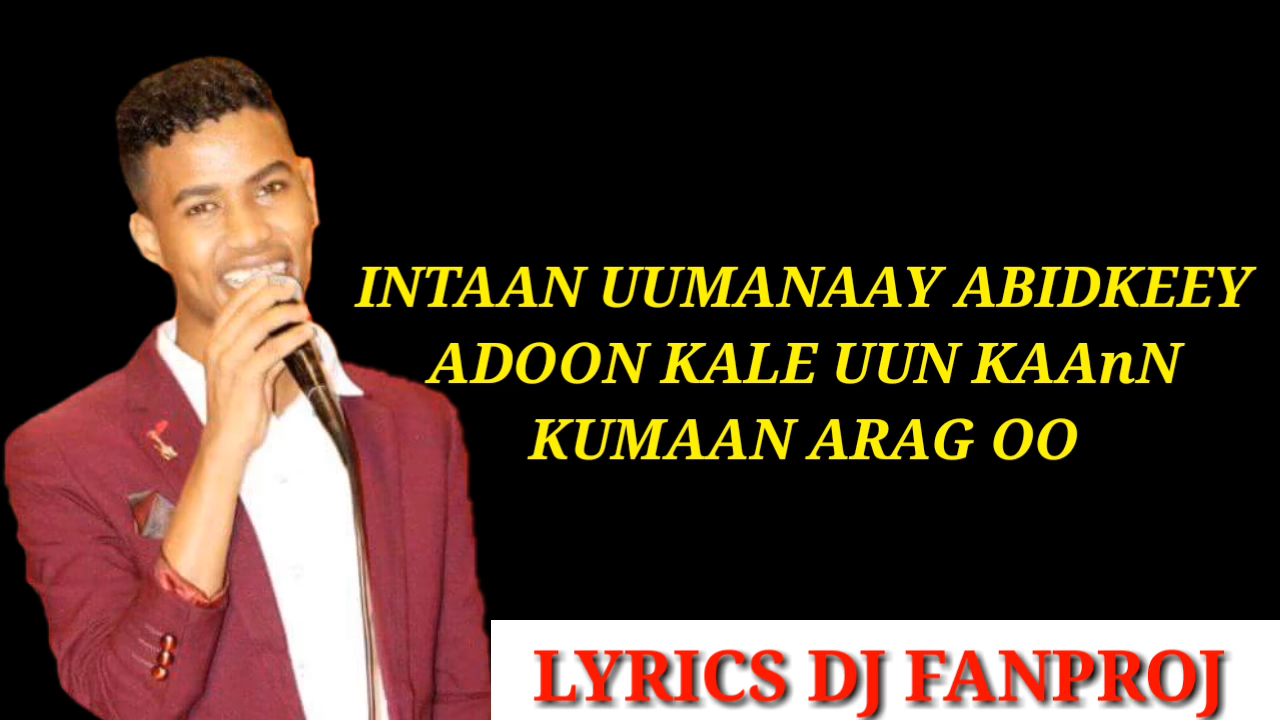 INTAAN UUMANAAY ABIDKEEY
ADOON KALE UUN KAAnN
KUMAAN ARAG OO
LYRICS DJ FANPROJ